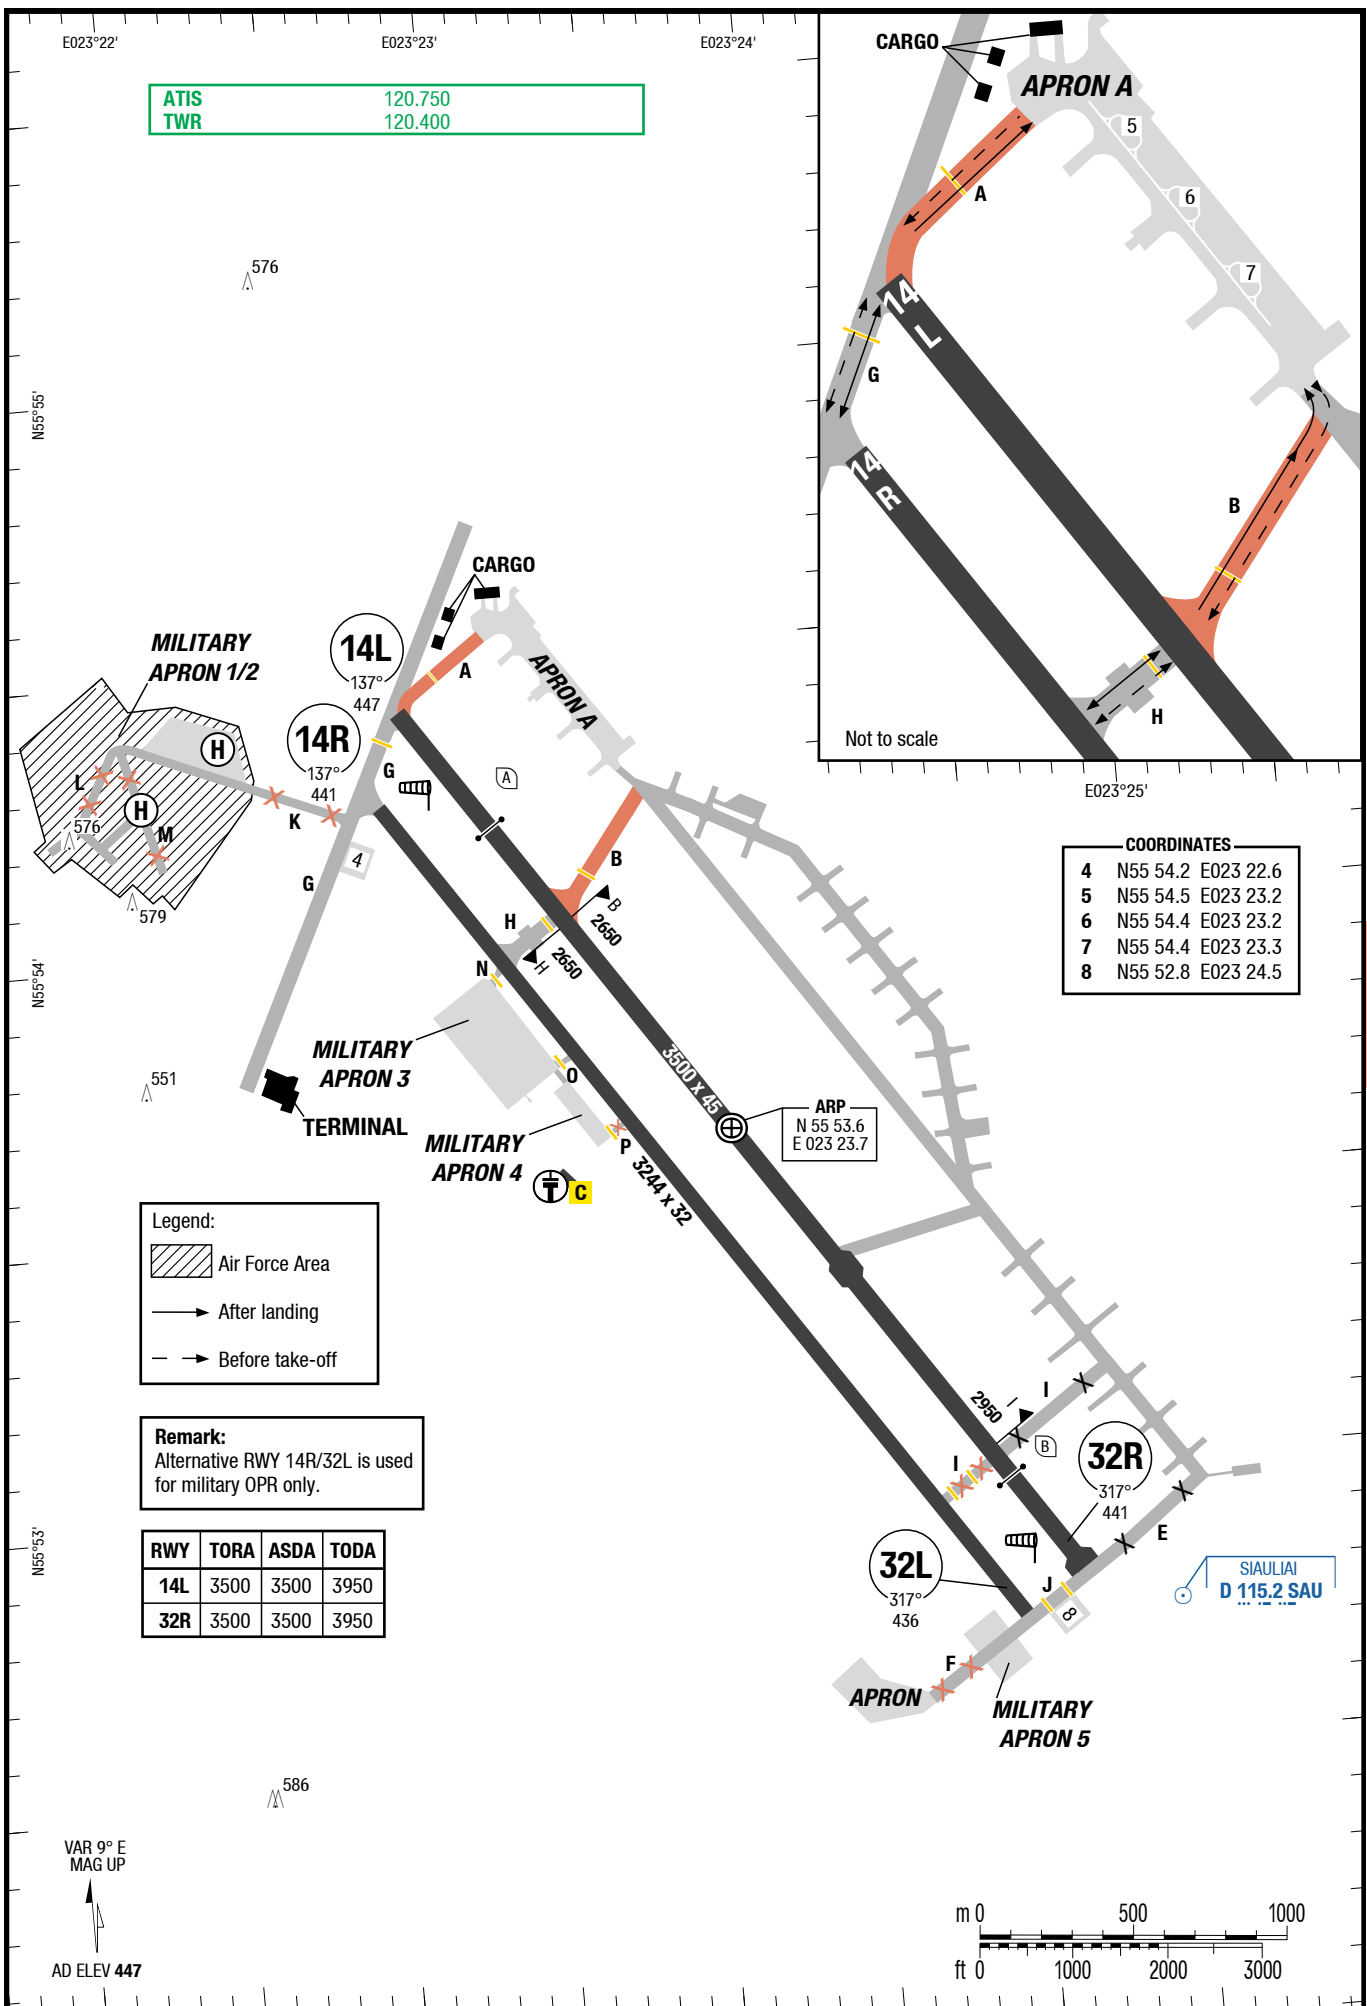 E023°22'
E023°23'
E023°24'
ATIS 120.750
TWR 120.400
CARGO
APRON A
5
6
7
A
14
L
G
14
R
B
H
Not to scale
E023°25'
576
N55°55'
CARGO
MILITARY
APRON 1/2
14L
137°
447
A
APRON A
14R
137°
441
H
G
A
L
H
576
M
K
4
G
B
579
H
B
2650
H
2650
N
N55°54'
COORDINATES
4 N55 54.2 E023 22.6
5 N55 54.5 E023 23.2
6 N55 54.4 E023 23.2
7 N55 54.4 E023 23.3
8 N55 52.8 E023 24.5
MILITARY
APRON 3
O
3500 x 45
551
TERMINAL
ARP
N 55 53.6
E 023 23.7
MILITARY
APRON 4
P
3244 x 32
C
Legend:
Air Force Area
After landing
Before take-off
Remark:
Alternative RWY 14R/32L is used
for military OPR only.
RWY TORA ASDA TODA
14L 3500 3500 3950
32R 3500 3500 3950
2950
I
I
B
I
32R
317°
441
E
N55°53'
32L
317°
436
J
8
SIAULIAI
D 115.2 SAU
F
APRON
MILITARY
APRON 5
586
VAR 9° E
MAG UP
AD ELEV 447
m 0 500 1000
ft 0 1000 2000 3000